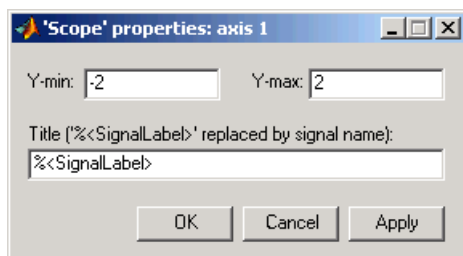 'Scope' properties: axis 1
Y-min: -2 Y-max: 2
Title ('%<SignalLabel>' replaced by signal name):
%<SignalLabel>
OK Cancel Apply